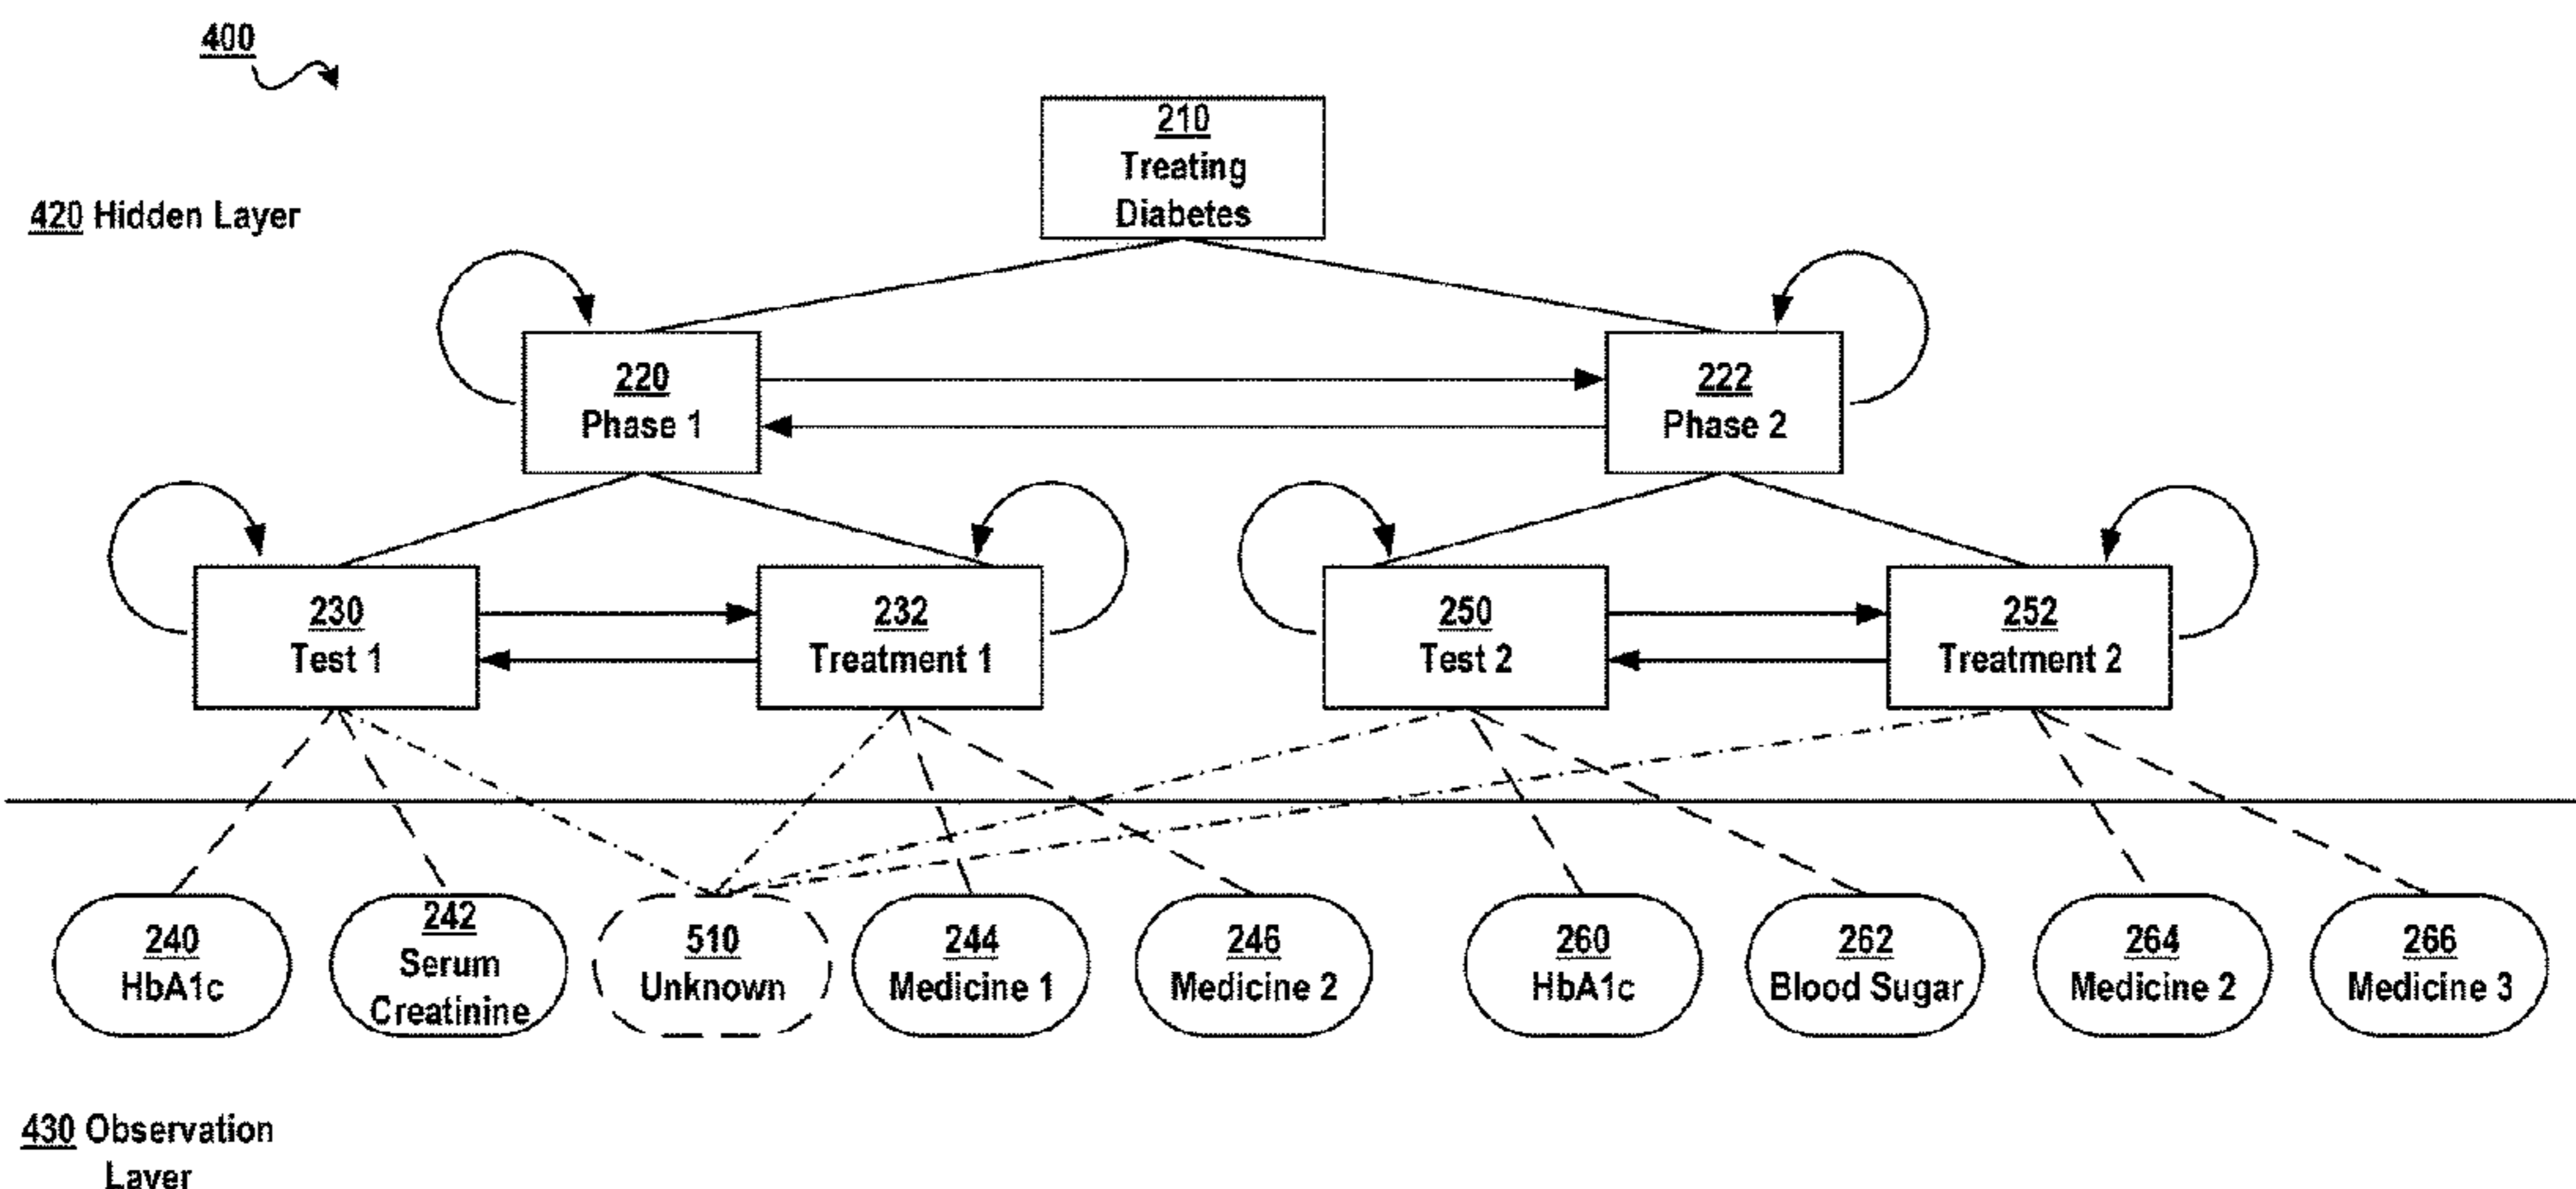 400
210
Treating
Diabetes
420 Hidden Layer
220
Phase 1
222
Phase 2
230
Test 1
232
Treatment 1
250
Test 2
252
Treatment 2
240
HbA1c
242
Serum
Creatinine
510
Unknown
244
Medicine 1
246
Medicine 2
260
HbA1c
262
Blood Sugar
264
Medicine 2
266
Medicine 3
430 Observation
Layer